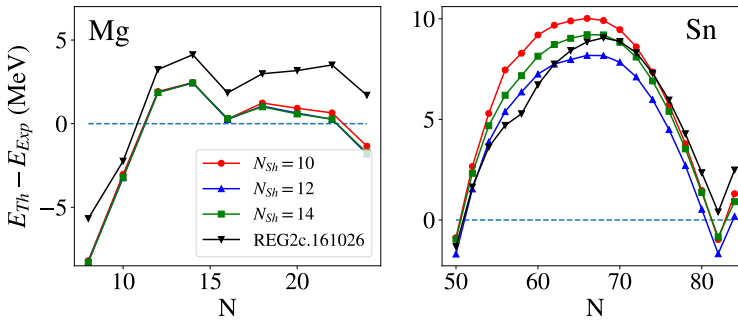 Mg
E_Th − E_Exp (MeV)
5
0
−5
10
15
20
N
N_Sh = 10
N_Sh = 12
N_Sh = 14
REG2c.161026
Sn
10
5
0
50
60
70
80
N